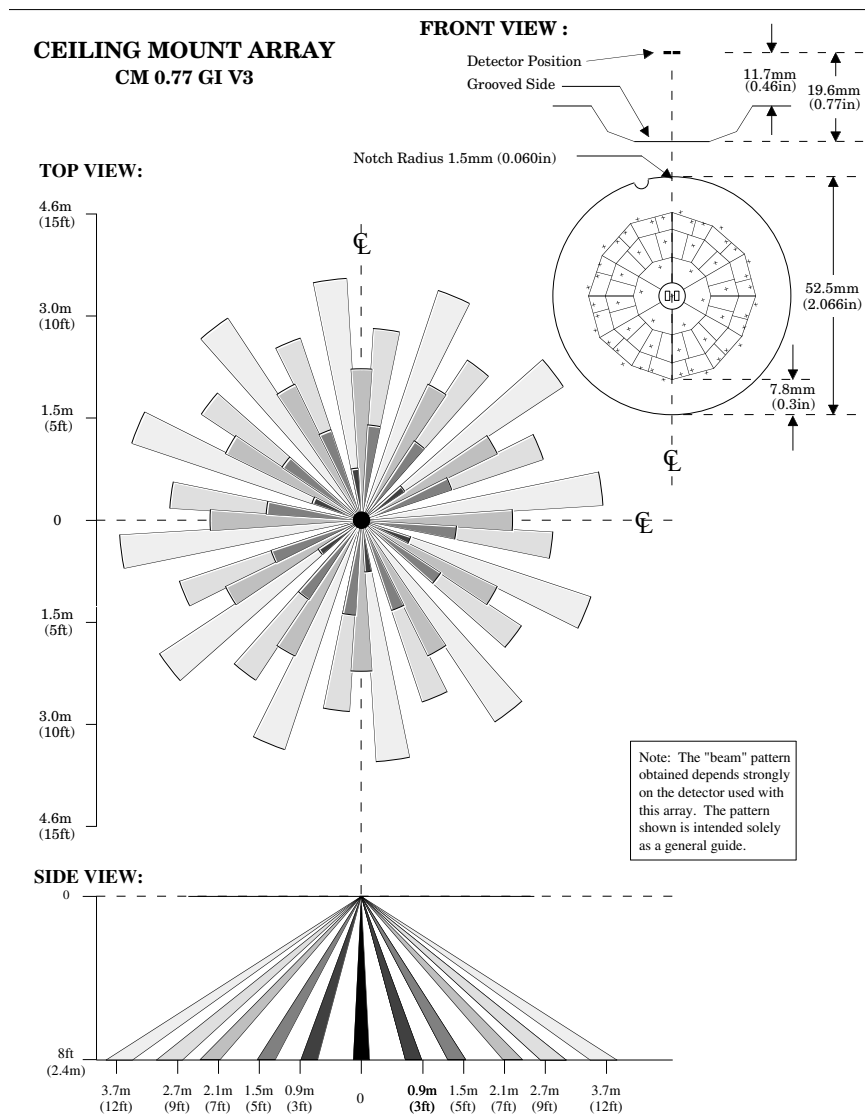 CEILING MOUNT ARRAY
CM 0.77 GI V3
FRONT VIEW :
Detector Position
Grooved Side
11.7mm
(0.46in)
19.6mm
(0.77in)
Notch Radius 1.5mm (0.060in)
52.5mm
(2.066in)
7.8mm
(0.3in)
℄
TOP VIEW:
℄
4.6m
(15ft)
3.0m
(10ft)
1.5m
(5ft)
0
℄
1.5m
(5ft)
3.0m
(10ft)
4.6m
(15ft)
Note: The "beam" pattern
obtained depends strongly
on the detector used with
this array. The pattern
shown is intended solely
as a general guide.
SIDE VIEW:
0
8ft
(2.4m)
3.7m
(12ft)
2.7m
(9ft)
2.1m
(7ft)
1.5m
(5ft)
0.9m
(3ft)
0
0.9m
(3ft)
1.5m
(5ft)
2.1m
(7ft)
2.7m
(9ft)
3.7m
(12ft)